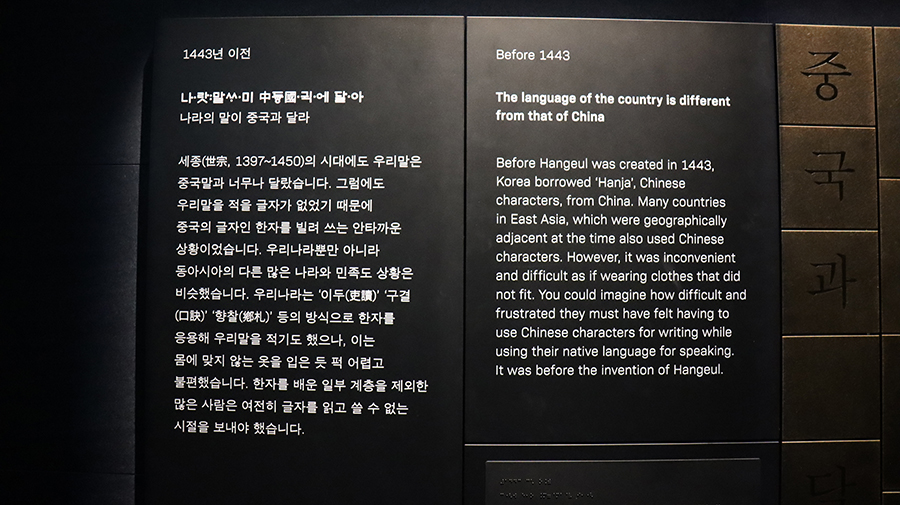 1443년 이전
나·랏:말ᄊᆞ·미 中듕國·귁·에 달·아
나라의 말이 중국과 달라
세종(世宗, 1397~1450)의 시대에도 우리말은
중국말과 너무나 달랐습니다. 그럼에도
우리말을 적을 글자가 없었기 때문에
중국의 글자인 한자를 빌려 쓰는 안타까운
상황이었습니다. 우리나라뿐만 아니라
동아시아의 다른 많은 나라와 민족도 상황은
비슷했습니다. 우리나라는 ‘이두(吏讀)’ ‘구결
(口訣)’ ‘향찰(鄕札)’ 등의 방식으로 한자를
응용해 우리말을 적기도 했으나, 이는
몸에 맞지 않는 옷을 입은 듯 퍽 어렵고
불편했습니다. 한자를 배운 일부 계층을 제외한
많은 사람은 여전히 글자를 읽고 쓸 수 없는
시절을 보내야 했습니다.
Before 1443
The language of the country is different
from that of China
Before Hangeul was created in 1443,
Korea borrowed 'Hanja', Chinese
characters, from China. Many countries
in East Asia, which were geographically
adjacent at the time also used Chinese
characters. However, it was inconvenient
and difficult as if wearing clothes that did
not fit. You could imagine how difficult and
frustrated they must have felt having to
use Chinese characters for writing while
using their native language for speaking.
It was before the invention of Hangeul.
중
국
과
달